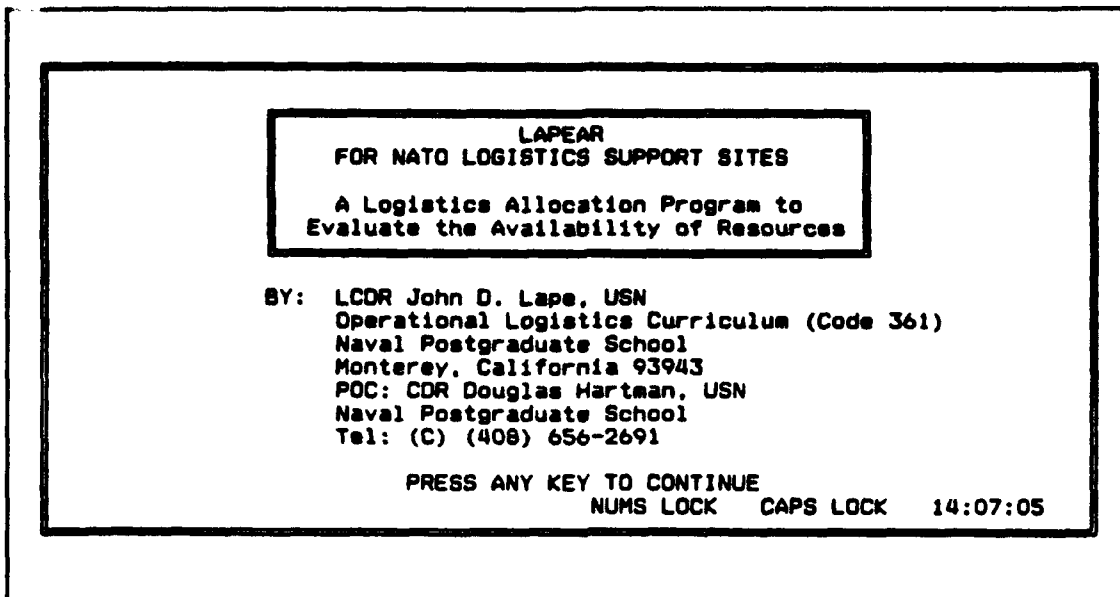 LAPEAR
FOR NATO LOGISTICS SUPPORT SITES
A Logistics Allocation Program to
Evaluate the Availability of Resources
BY: LCDR John D. Lape, USN
Operational Logistics Curriculum (Code 361)
Naval Postgraduate School
Monterey, California 93943
POC: CDR Douglas Hartman, USN
Naval Postgraduate School
Tel: (C) (408) 656-2691
PRESS ANY KEY TO CONTINUE
NUMS LOCK CAPS LOCK 14:07:05